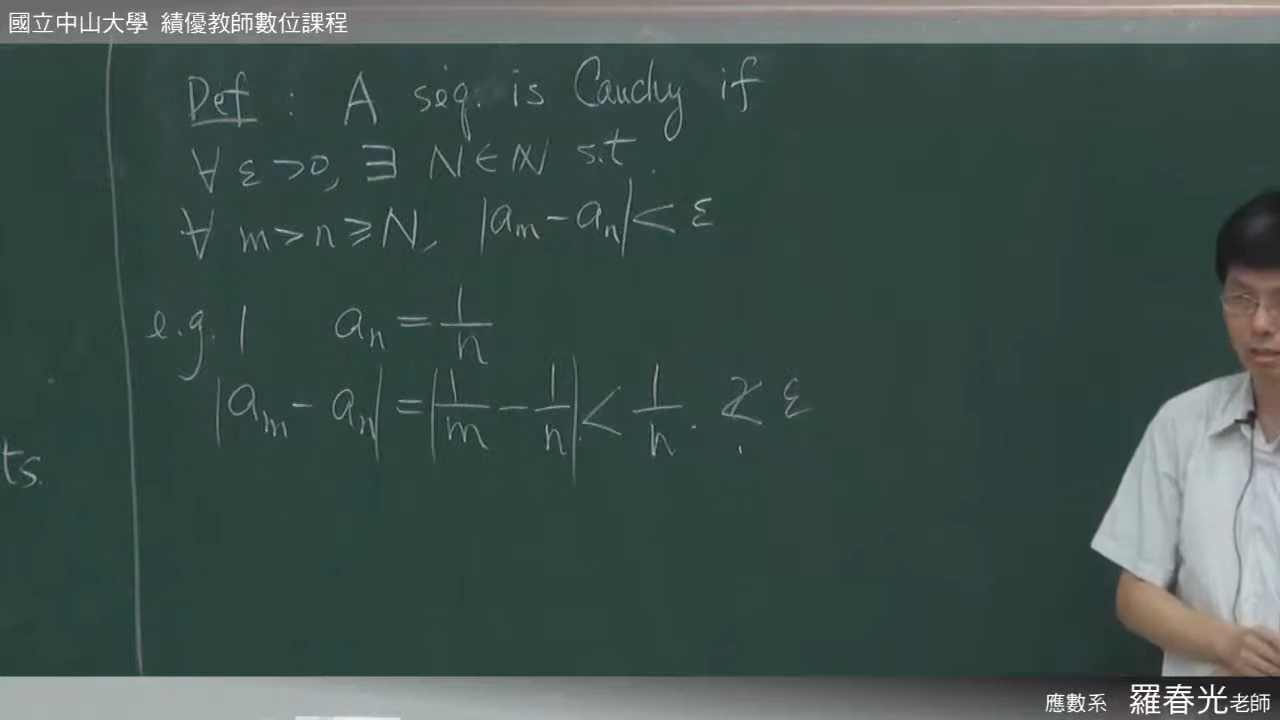 國立中山大學 績優教師數位課程
Def : A seq. is Cauchy if
∀ ε > 0, ∃ N ∈ ℕ s.t.
∀ m > n ≥ N, |aₘ - aₙ| < ε
e.g. 1 aₙ = 1/n
|aₘ - aₙ| = |1/m - 1/n| < 1/n . < ε
ts.
應數系 羅春光老師